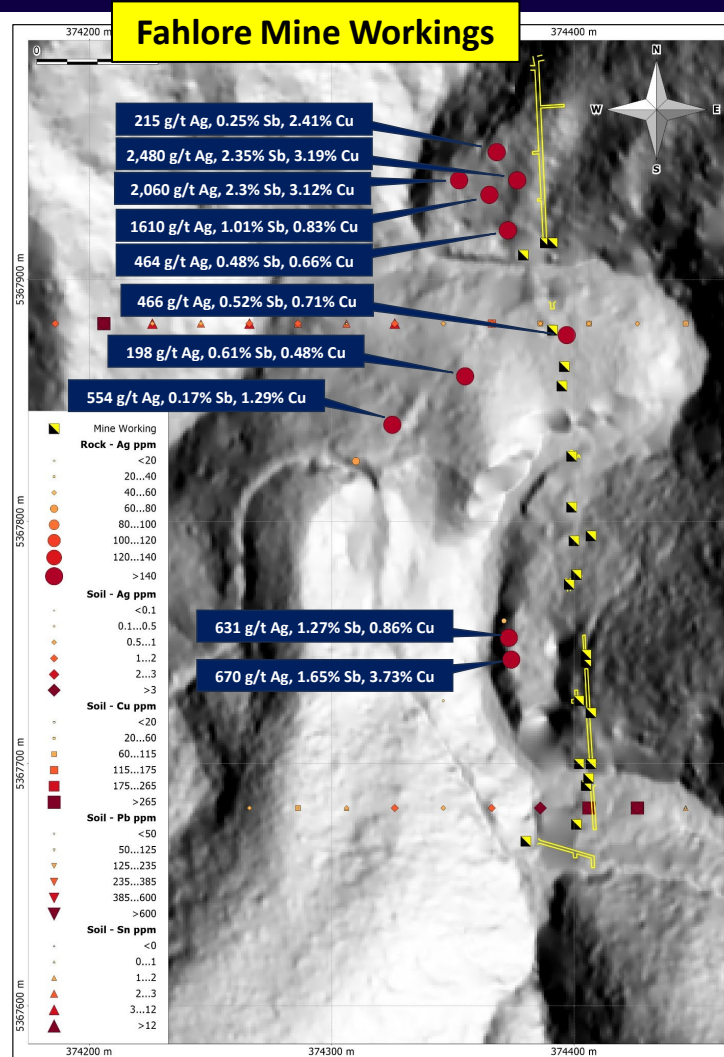 Fahlore Mine Workings
374200 m
374400 m
0
N
W
E
S
215 g/t Ag, 0.25% Sb, 2.41% Cu
2,480 g/t Ag, 2.35% Sb, 3.19% Cu
2,060 g/t Ag, 2.3% Sb, 3.12% Cu
1610 g/t Ag, 1.01% Sb, 0.83% Cu
464 g/t Ag, 0.48% Sb, 0.66% Cu
466 g/t Ag, 0.52% Sb, 0.71% Cu
198 g/t Ag, 0.61% Sb, 0.48% Cu
554 g/t Ag, 0.17% Sb, 1.29% Cu
631 g/t Ag, 1.27% Sb, 0.86% Cu
670 g/t Ag, 1.65% Sb, 3.73% Cu
5367900 m
5367800 m
5367700 m
5367600 m
Mine Working
Rock - Ag ppm
<20
20...40
40...60
60...80
80...100
100...120
120...140
>140
Soil - Ag ppm
<0.1
0.1...0.5
0.5...1
1...2
2...3
>3
Soil - Cu ppm
<20
20...60
60...115
115...175
175...265
>265
Soil - Pb ppm
<50
50...125
125...235
235...385
385...600
>600
Soil - Sn ppm
<0
0...1
1...2
2...3
3...12
>12
374200 m
374300 m
374400 m